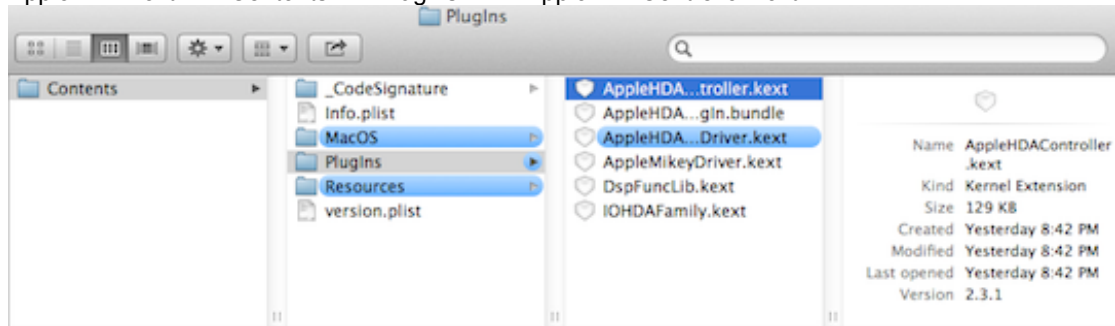 PlugIns
Contents
_CodeSignature
Info.plist
MacOS
PlugIns
Resources
version.plist
AppleHDA...troller.kext
AppleHDA...gIn.bundle
AppleHDA...Driver.kext
AppleMikeyDriver.kext
DspFuncLib.kext
IOHDAFamily.kext
Name AppleHDAController
.kext
Kind Kernel Extension
Size 129 KB
Created Yesterday 8:42 PM
Modified Yesterday 8:42 PM
Last opened Yesterday 8:42 PM
Version 2.3.1